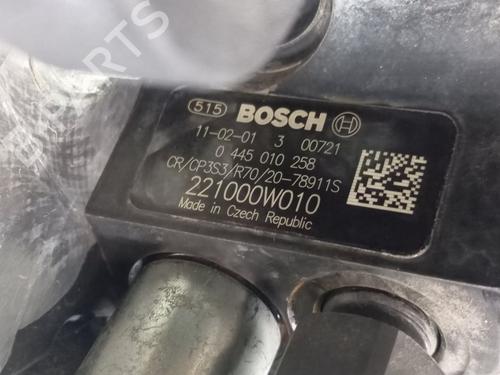 PARTS
515 BOSCH
11-02-01 3 00721
0 445 010 258
CR/CP3S3/R70/20-78911S
221000W010
Made in Czech Republic